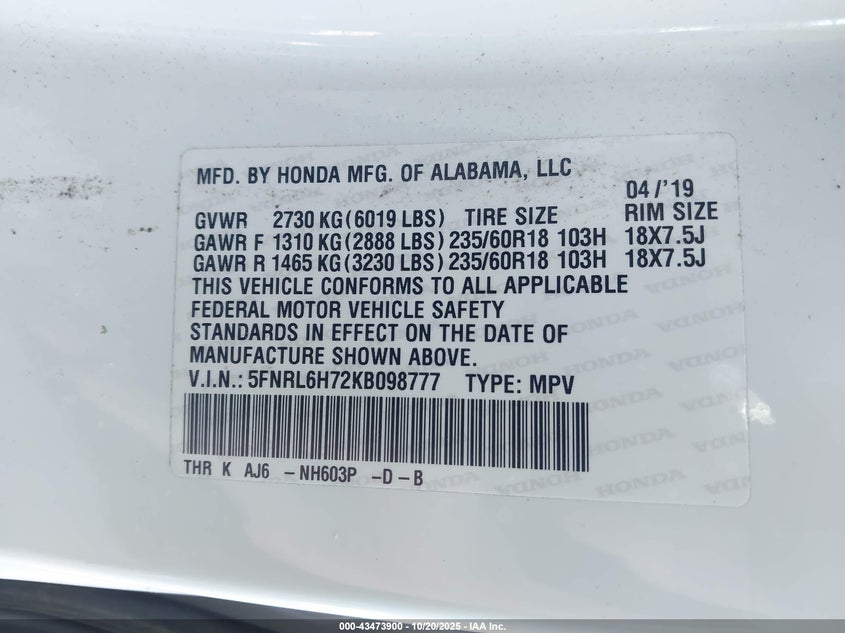 MFD. BY HONDA MFG. OF ALABAMA, LLC
04/'19
GVWR 2730 KG (6019 LBS) TIRE SIZE RIM SIZE
GAWR F 1310 KG (2888 LBS) 235/60R18 103H 18X7.5J
GAWR R 1465 KG (3230 LBS) 235/60R18 103H 18X7.5J
THIS VEHICLE CONFORMS TO ALL APPLICABLE
FEDERAL MOTOR VEHICLE SAFETY
STANDARDS IN EFFECT ON THE DATE OF
MANUFACTURE SHOWN ABOVE.
V.I.N.: 5FNRL6H72KB098777 TYPE: MPV
THR K AJ6 - NH603P - D - B
000-43473900 - 10/20/2025 - IAA Inc.